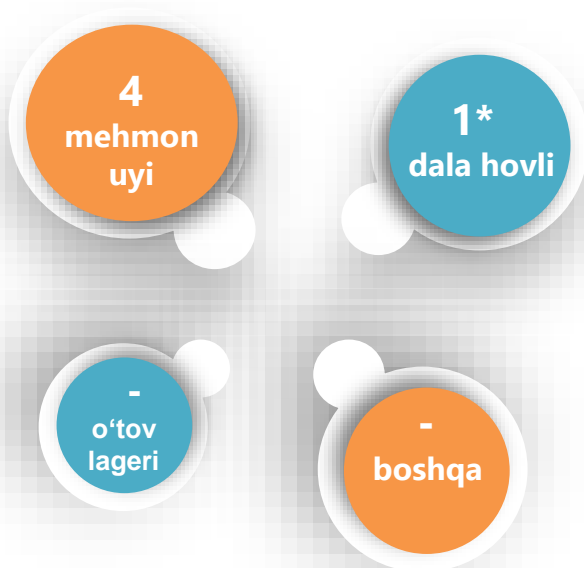 4
mehmon
uyi
1*
dala hovli
-
o‘tov
lageri
-
boshqa